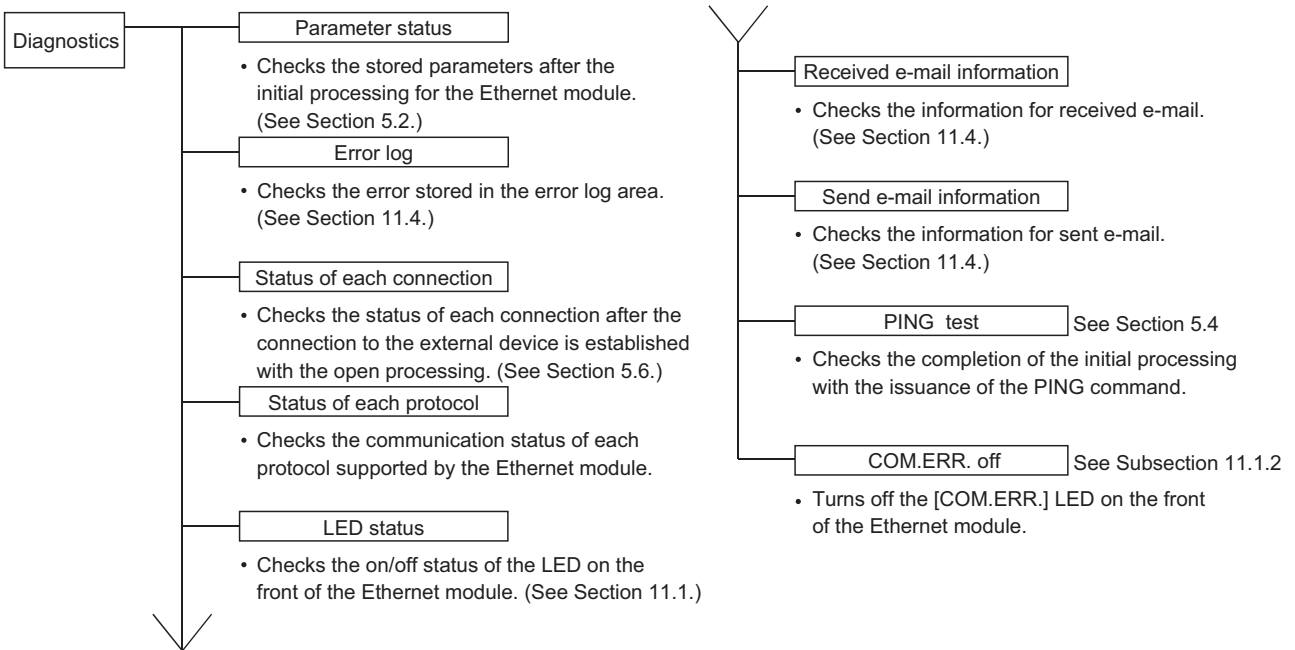 Diagnostics
Parameter status
• Checks the stored parameters after the
initial processing for the Ethernet module.
(See Section 5.2.)
Error log
• Checks the error stored in the error log area.
(See Section 11.4.)
Status of each connection
• Checks the status of each connection after the
connection to the external device is established
with the open processing. (See Section 5.6.)
Status of each protocol
• Checks the communication status of each
protocol supported by the Ethernet module.
LED status
• Checks the on/off status of the LED on the
front of the Ethernet module. (See Section 11.1.)
Received e-mail information
• Checks the information for received e-mail.
(See Section 11.4.)
Send e-mail information
• Checks the information for sent e-mail.
(See Section 11.4.)
PING test See Section 5.4
• Checks the completion of the initial processing
with the issuance of the PING command.
COM.ERR. off See Subsection 11.1.2
• Turns off the [COM.ERR.] LED on the front
of the Ethernet module.